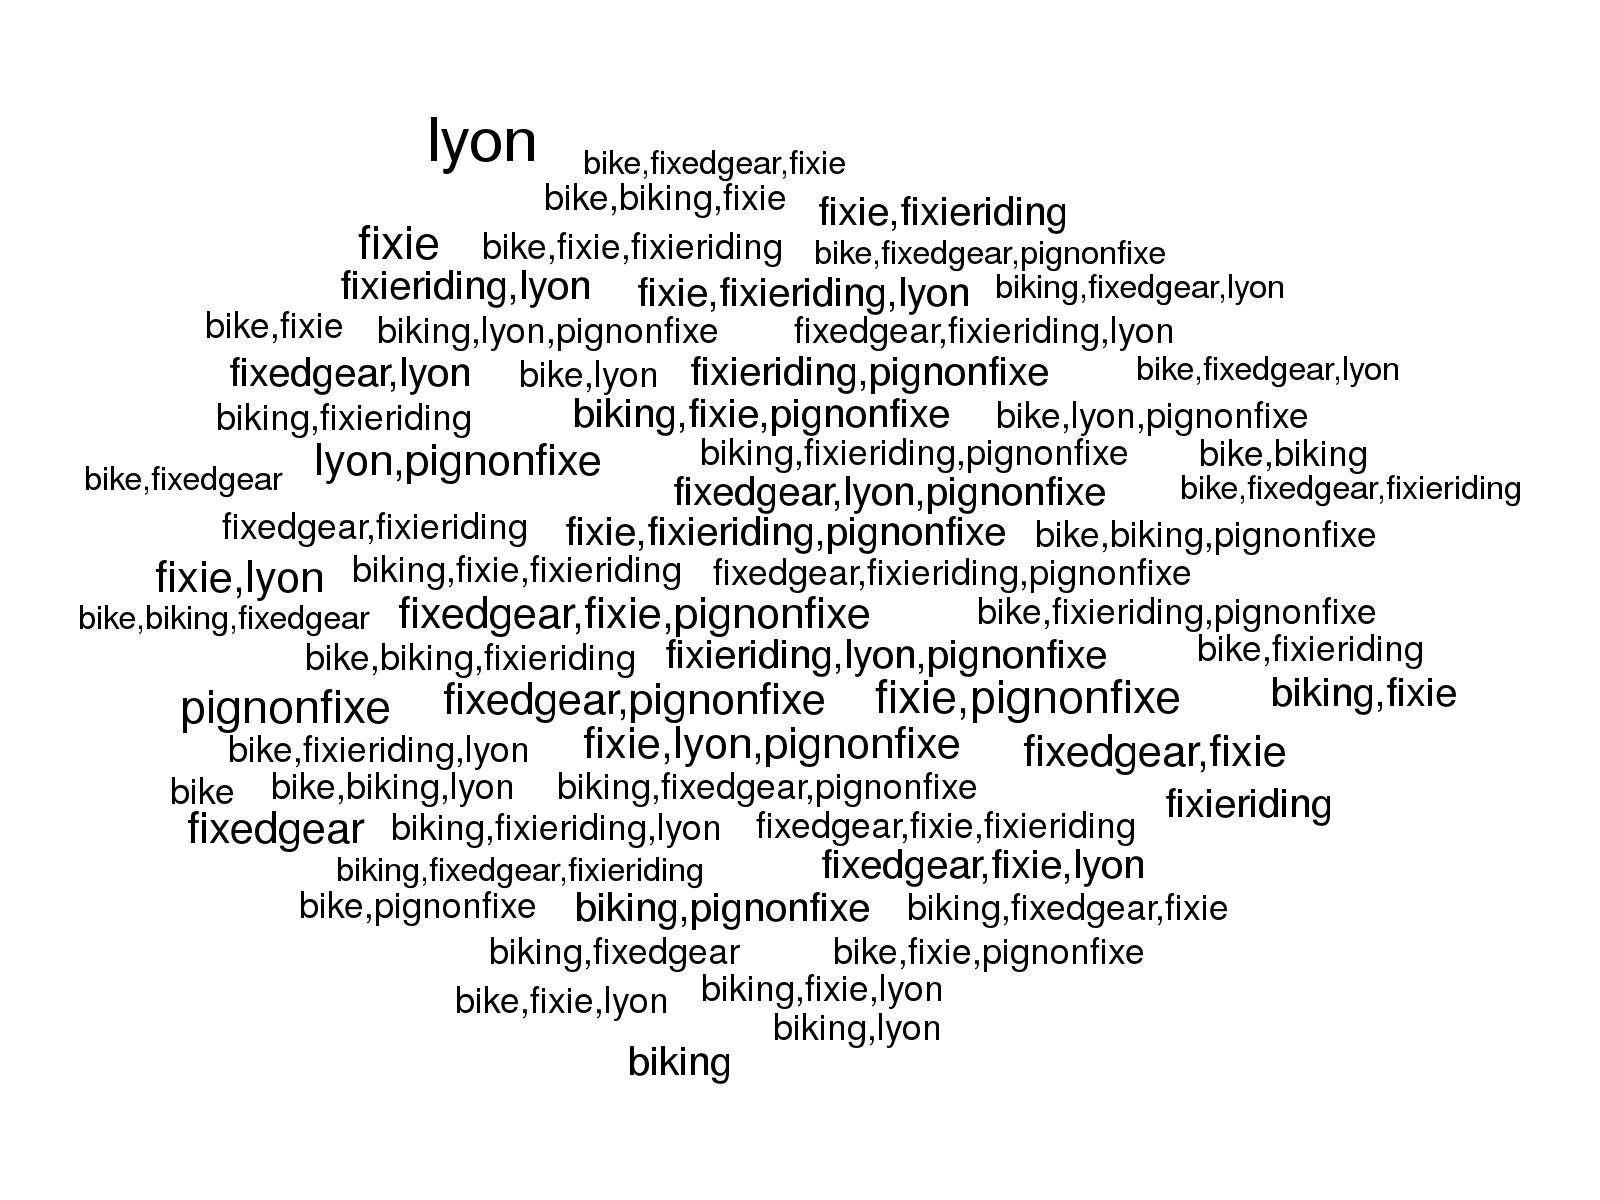 lyon
bike,fixedgear,fixie
bike,biking,fixie
fixie,fixieriding
fixie bike,fixie,fixieriding bike,fixedgear,pignonfixe
fixieriding,lyon fixie,fixieriding,lyon biking,fixedgear,lyon
bike,fixie biking,lyon,pignonfixe fixedgear,fixieriding,lyon
fixedgear,lyon bike,lyon fixieriding,pignonfixe bike,fixedgear,lyon
biking,fixieriding biking,fixie,pignonfixe bike,lyon,pignonfixe
lyon,pignonfixe biking,fixieriding,pignonfixe bike,biking
bike,fixedgear fixedgear,lyon,pignonfixe bike,fixedgear,fixieriding
fixedgear,fixieriding fixie,fixieriding,pignonfixe bike,biking,pignonfixe
fixie,lyon biking,fixie,fixieriding fixedgear,fixieriding,pignonfixe
bike,biking,fixedgear fixedgear,fixie,pignonfixe bike,fixieriding,pignonfixe
bike,biking,fixieriding fixieriding,lyon,pignonfixe bike,fixieriding
pignonfixe fixedgear,pignonfixe fixie,pignonfixe biking,fixie
bike,fixieriding,lyon fixie,lyon,pignonfixe fixedgear,fixie
bike bike,biking,lyon biking,fixedgear,pignonfixe fixieriding
fixedgear biking,fixieriding,lyon fixedgear,fixie,fixieriding
biking,fixedgear,fixieriding fixedgear,fixie,lyon
bike,pignonfixe biking,pignonfixe biking,fixedgear,fixie
biking,fixedgear bike,fixie,pignonfixe
bike,fixie,lyon biking,fixie,lyon
biking,lyon
biking